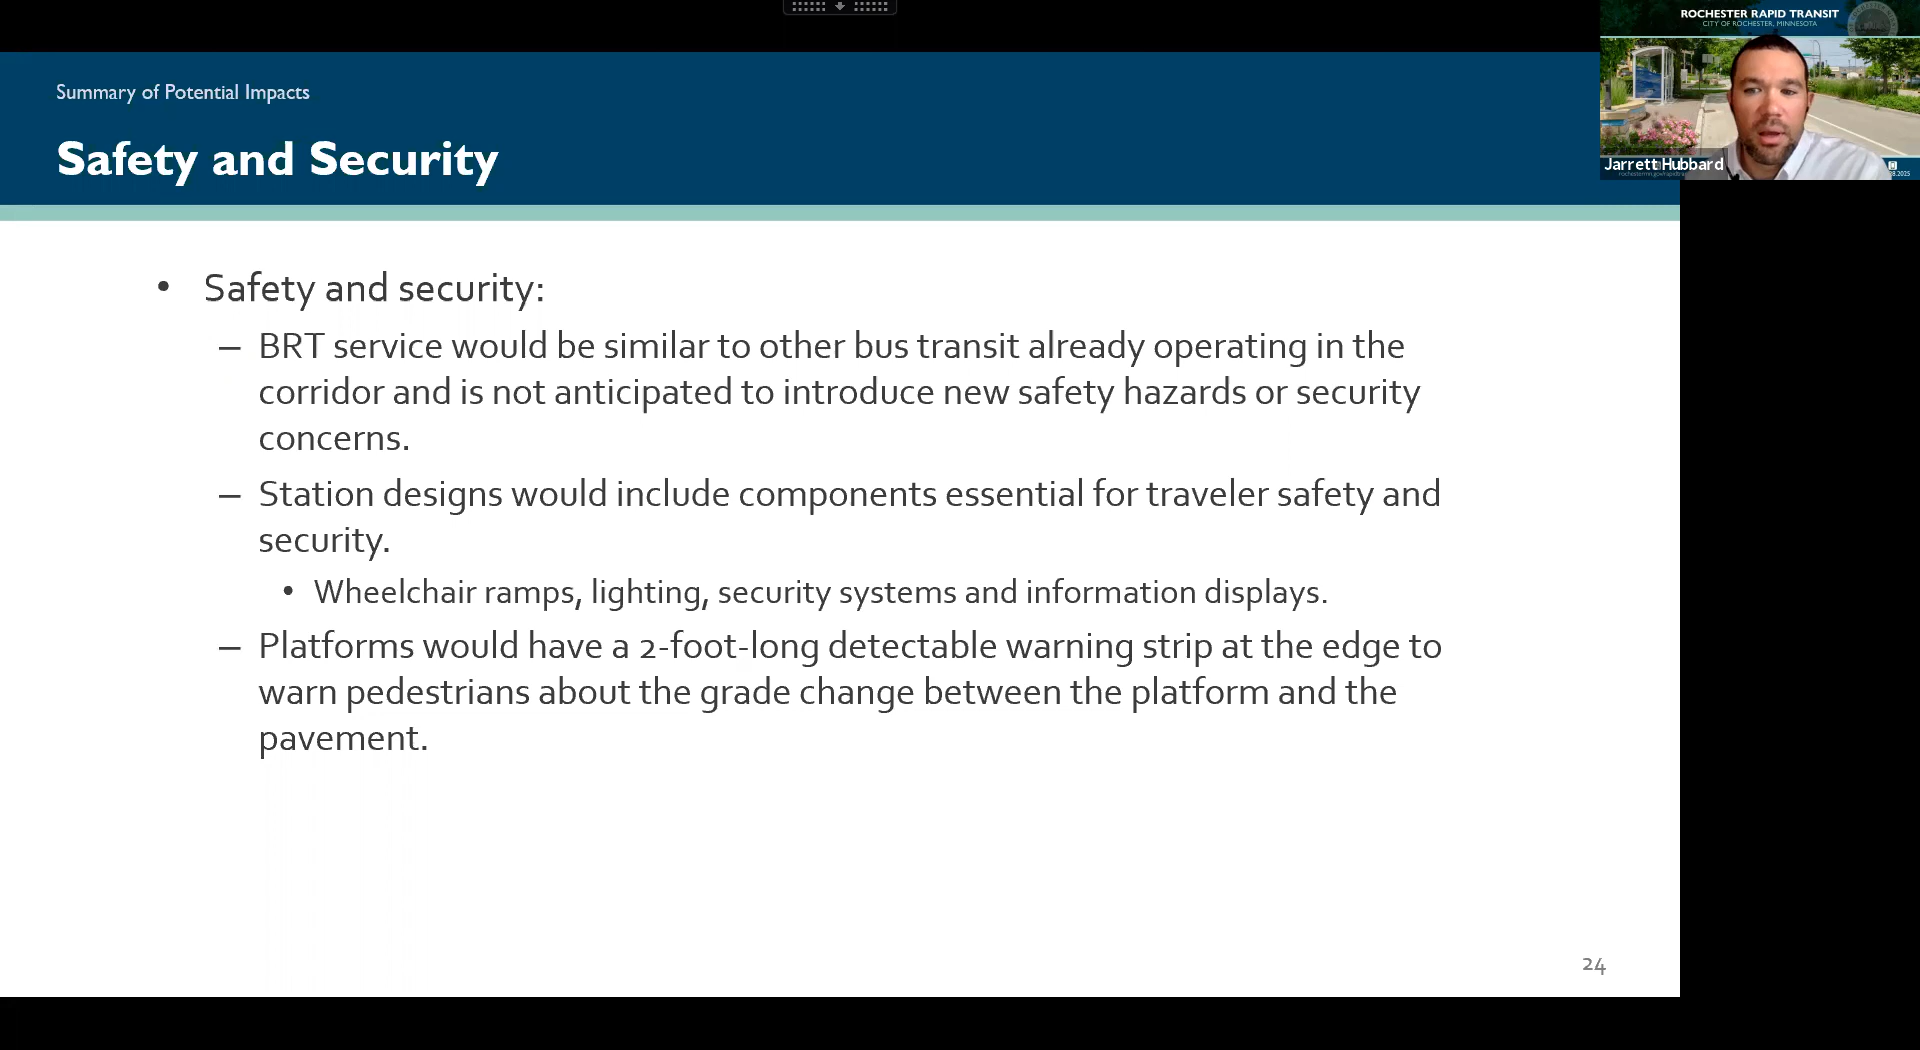 ROCHESTER RAPID TRANSIT
CITY OF ROCHESTER, MINNESOTA
Jarrett Hubbard
Summary of Potential Impacts
Safety and Security
• Safety and security:
– BRT service would be similar to other bus transit already operating in the
corridor and is not anticipated to introduce new safety hazards or security
concerns.
– Station designs would include components essential for traveler safety and
security.
• Wheelchair ramps, lighting, security systems and information displays.
– Platforms would have a 2-foot-long detectable warning strip at the edge to
warn pedestrians about the grade change between the platform and the
pavement.
24